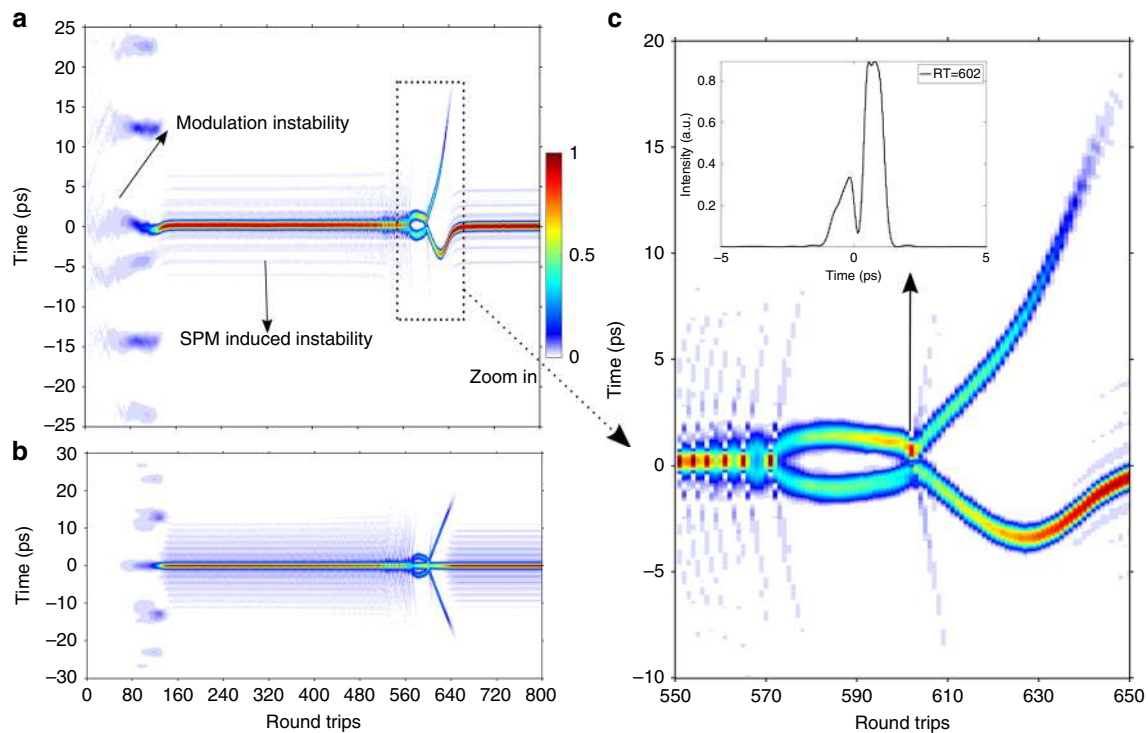 a
25
20
15
10
5
0
−5
−10
−15
−20
−25
Time (ps)
Modulation instability
SPM induced instability
1
0.5
0
Zoom in
b
30
20
10
0
−10
−20
−30
Time (ps)
0 80 160 240 320 400 480 560 640 720 800
Round trips
c
20
15
10
5
0
−5
−10
Time (ps)
RT=602
0.8
0.6
0.4
0.2
Intensity (a.u.)
−5 0 5
Time (ps)
550 570 590 610 630 650
Round trips